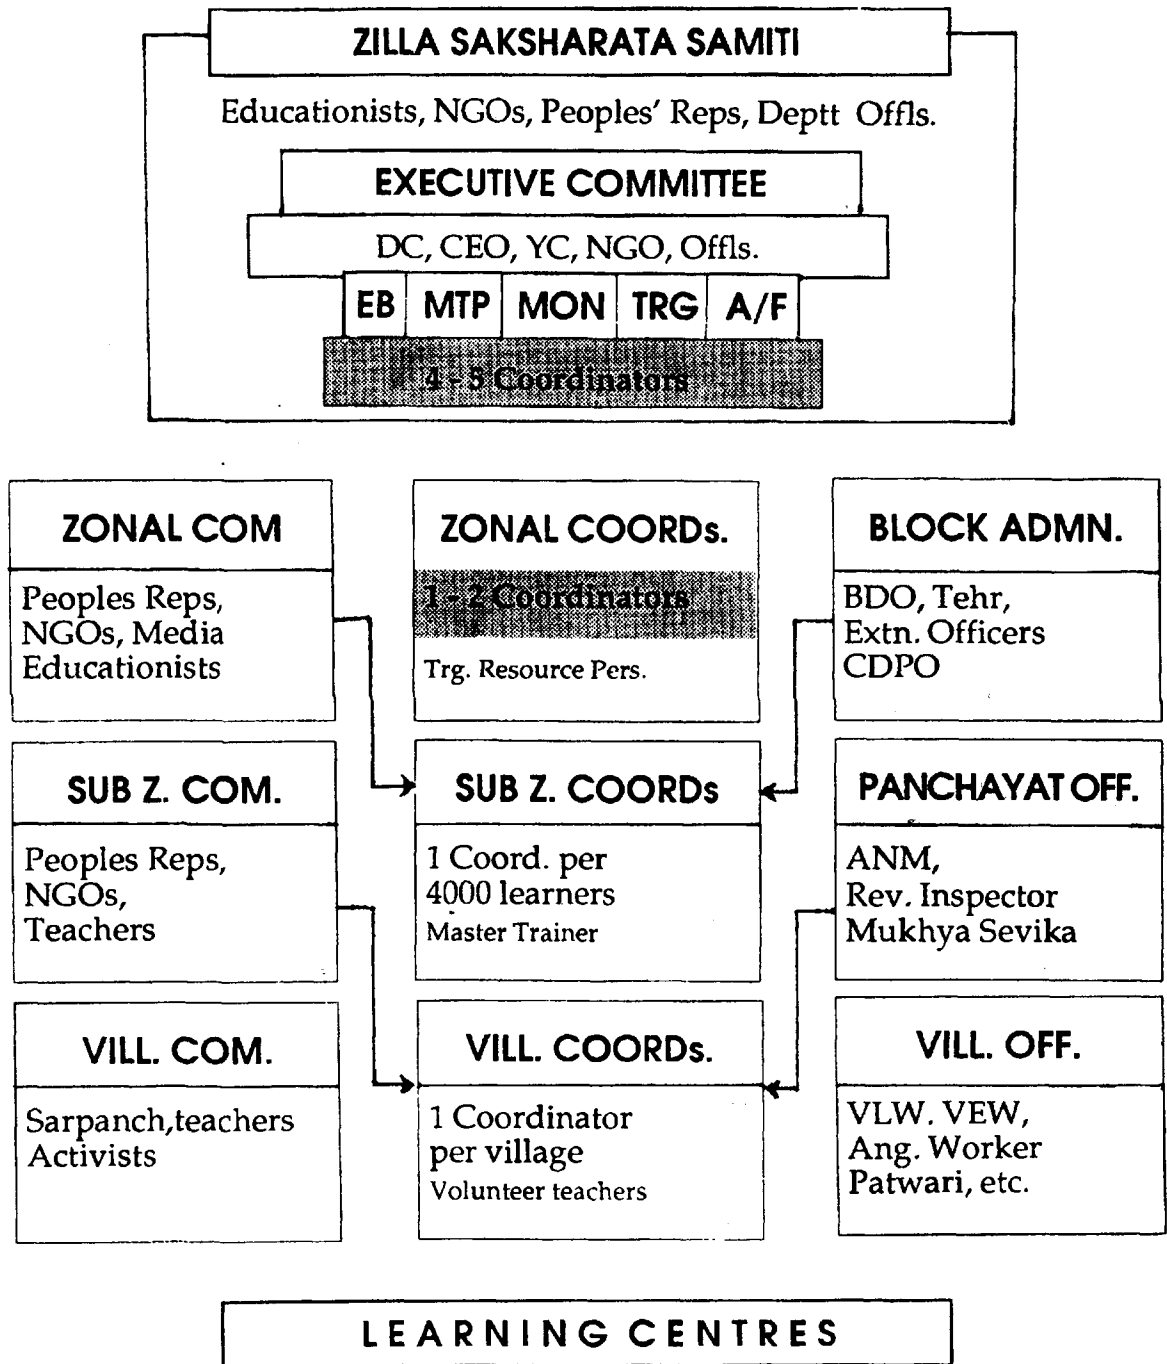 ZILLA SAKSHARATA SAMITI
Educationists, NGOs, Peoples' Reps, Deptt Offls.
EXECUTIVE COMMITTEE
DC, CEO, YC, NGO, Offls.
EB MTP MON TRG A/F
4 - 5 Coordinators
ZONAL COM
Peoples Reps,
NGOs, Media
Educationists
ZONAL COORDs.
1 - 2 Coordinators
Trg. Resource Pers.
BLOCK ADMN.
BDO, Tehr,
Extn. Officers
CDPO
SUB Z. COM.
Peoples Reps,
NGOs,
Teachers
SUB Z. COORDs
1 Coord. per
4000 learners
Master Trainer
PANCHAYAT OFF.
ANM,
Rev. Inspector
Mukhya Sevika
VILL. COM.
Sarpanch,teachers
Activists
VILL. COORDs.
1 Coordinator
per village
Volunteer teachers
VILL. OFF.
VLW. VEW,
Ang. Worker
Patwari, etc.
LEARNING CENTRES